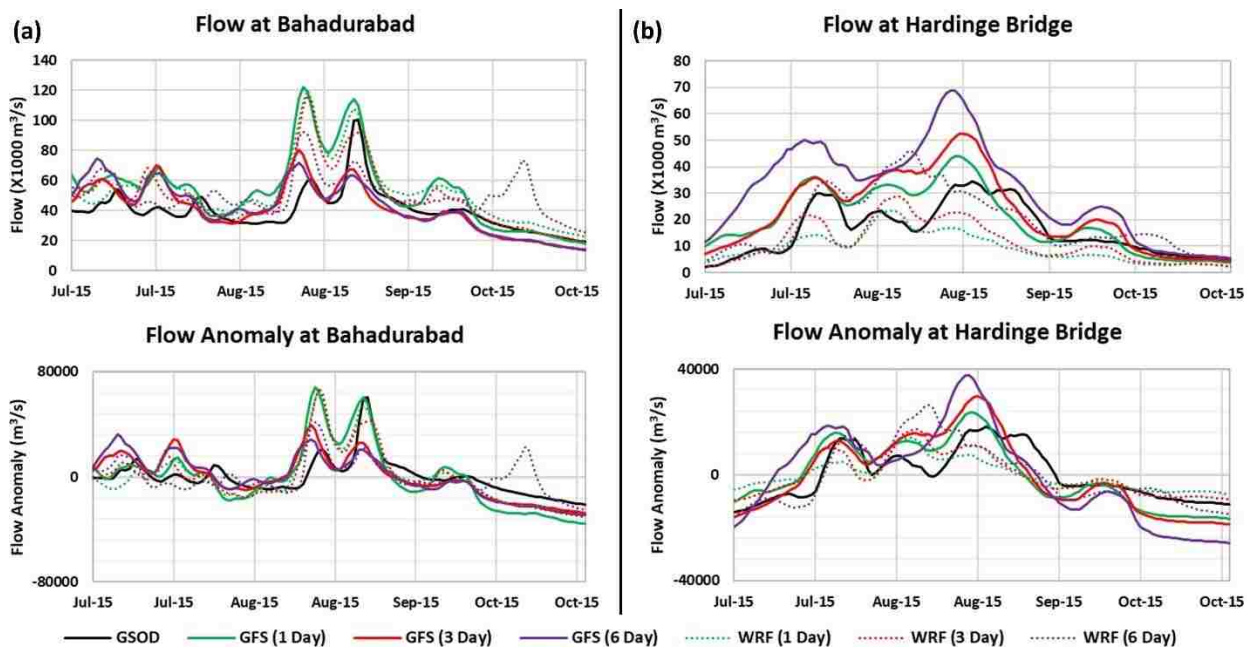 (a)
Flow at Bahadurabad
Flow (X1000 m³/s)
140
120
100
80
60
40
20
0
Jul-15 Jul-15 Aug-15 Aug-15 Sep-15 Oct-15 Oct-15
Flow Anomaly at Bahadurabad
Flow Anomaly (m³/s)
80000
0
-80000
Jul-15 Jul-15 Aug-15 Aug-15 Sep-15 Oct-15 Oct-15
(b)
Flow at Hardinge Bridge
Flow (X1000 m³/s)
80
70
60
50
40
30
20
10
0
Jul-15 Jul-15 Aug-15 Aug-15 Sep-15 Oct-15 Oct-15
Flow Anomaly at Hardinge Bridge
Flow Anomaly (m³/s)
40000
0
-40000
Jul-15 Jul-15 Aug-15 Aug-15 Sep-15 Oct-15 Oct-15
GSOD GFS (1 Day) GFS (3 Day) GFS (6 Day) WRF (1 Day) WRF (3 Day) WRF (6 Day)